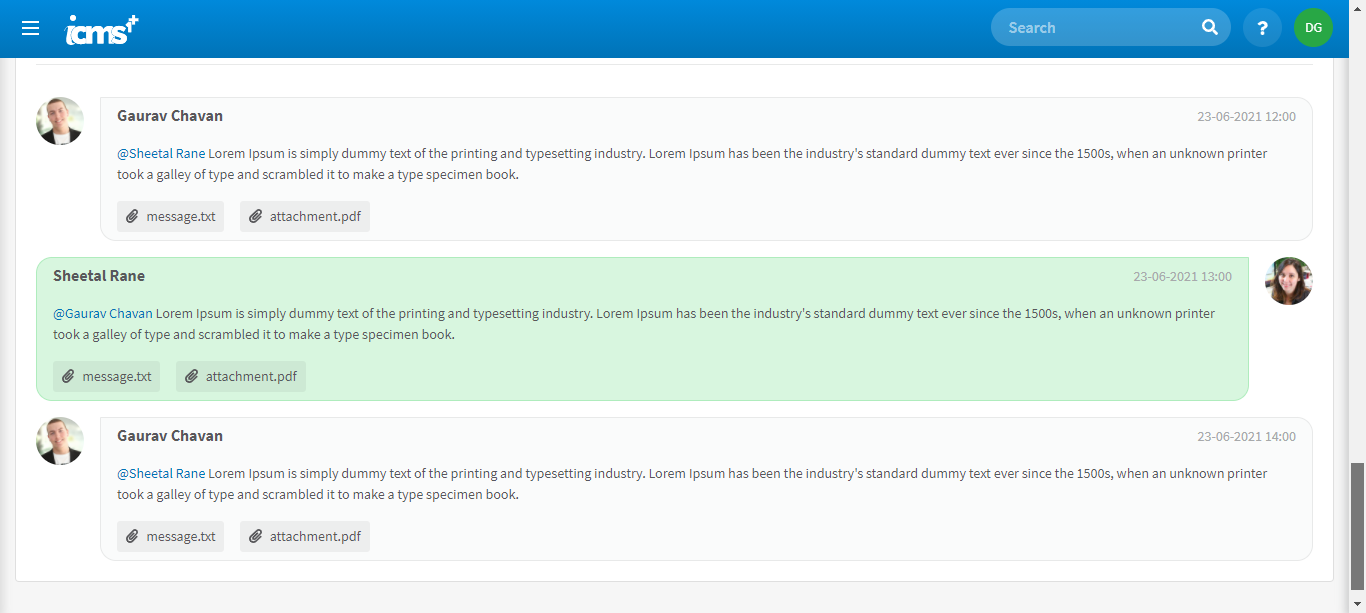 icms+
Search
?
DG
Gaurav Chavan
23-06-2021 12:00
@Sheetal Rane Lorem Ipsum is simply dummy text of the printing and typesetting industry. Lorem Ipsum has been the industry's standard dummy text ever since the 1500s, when an unknown printer
took a galley of type and scrambled it to make a type specimen book.
message.txt
attachment.pdf
Sheetal Rane
23-06-2021 13:00
@Gaurav Chavan Lorem Ipsum is simply dummy text of the printing and typesetting industry. Lorem Ipsum has been the industry's standard dummy text ever since the 1500s, when an unknown printer
took a galley of type and scrambled it to make a type specimen book.
message.txt
attachment.pdf
Gaurav Chavan
23-06-2021 14:00
@Sheetal Rane Lorem Ipsum is simply dummy text of the printing and typesetting industry. Lorem Ipsum has been the industry's standard dummy text ever since the 1500s, when an unknown printer
took a galley of type and scrambled it to make a type specimen book.
message.txt
attachment.pdf